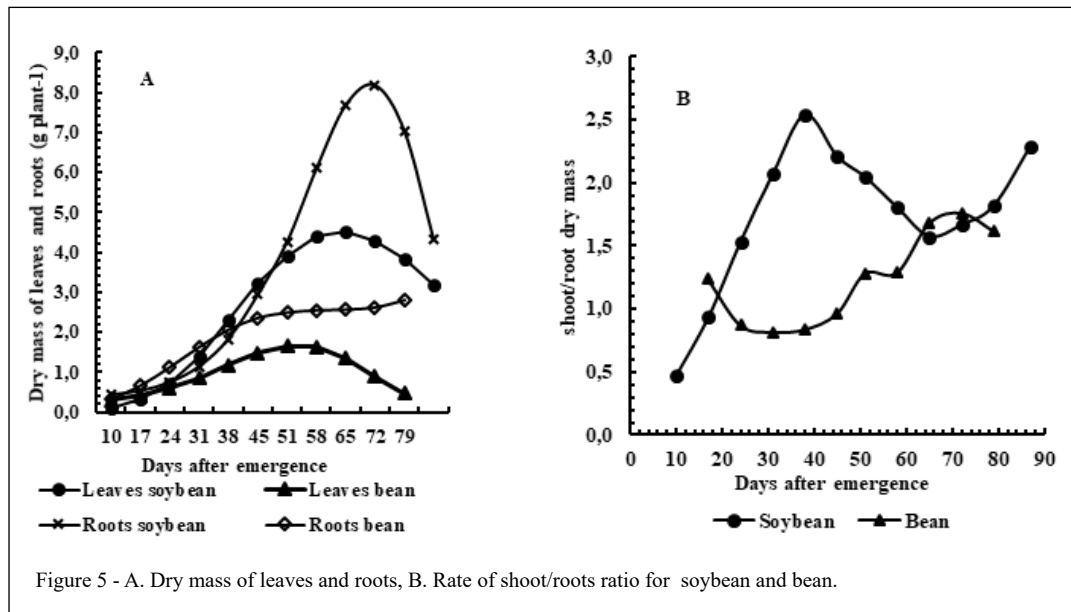 A
Dry mass of leaves and roots (g plant-1)
9,0
8,0
7,0
6,0
5,0
4,0
3,0
2,0
1,0
0,0
10 17 24 31 38 45 51 58 65 72 79
Days after emergence
Leaves soybean Leaves bean
Roots soybean Roots bean
B
shoot/root dry mass
3,0
2,5
2,0
1,5
1,0
0,5
0,0
0 10 20 30 40 50 60 70 80 90
Days after emergence
Soybean Bean
Figure 5 - A. Dry mass of leaves and roots, B. Rate of shoot/roots ratio for soybean and bean.